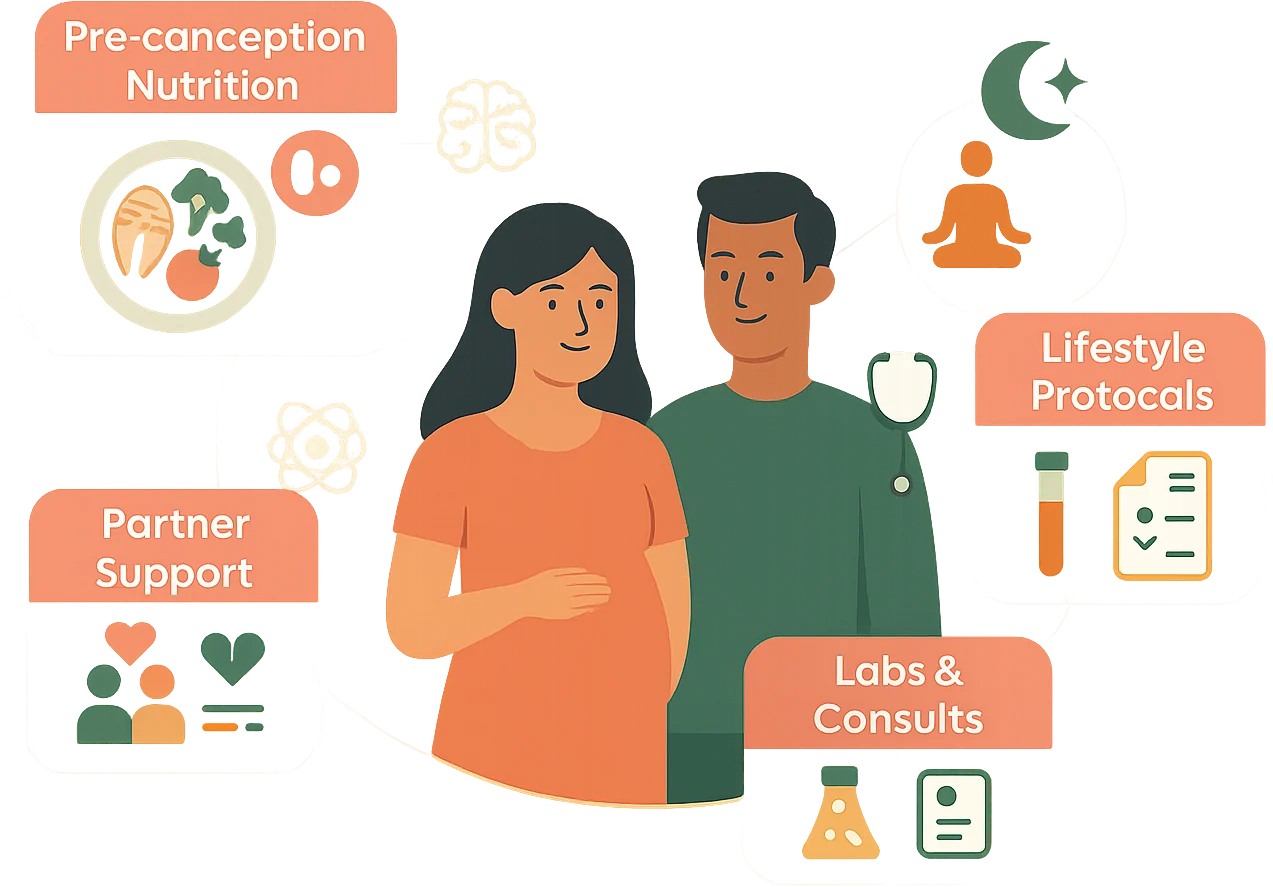 Pre-canception
Nutrition
Lifestyle
Protocals
Partner
Support
Labs &
Consults